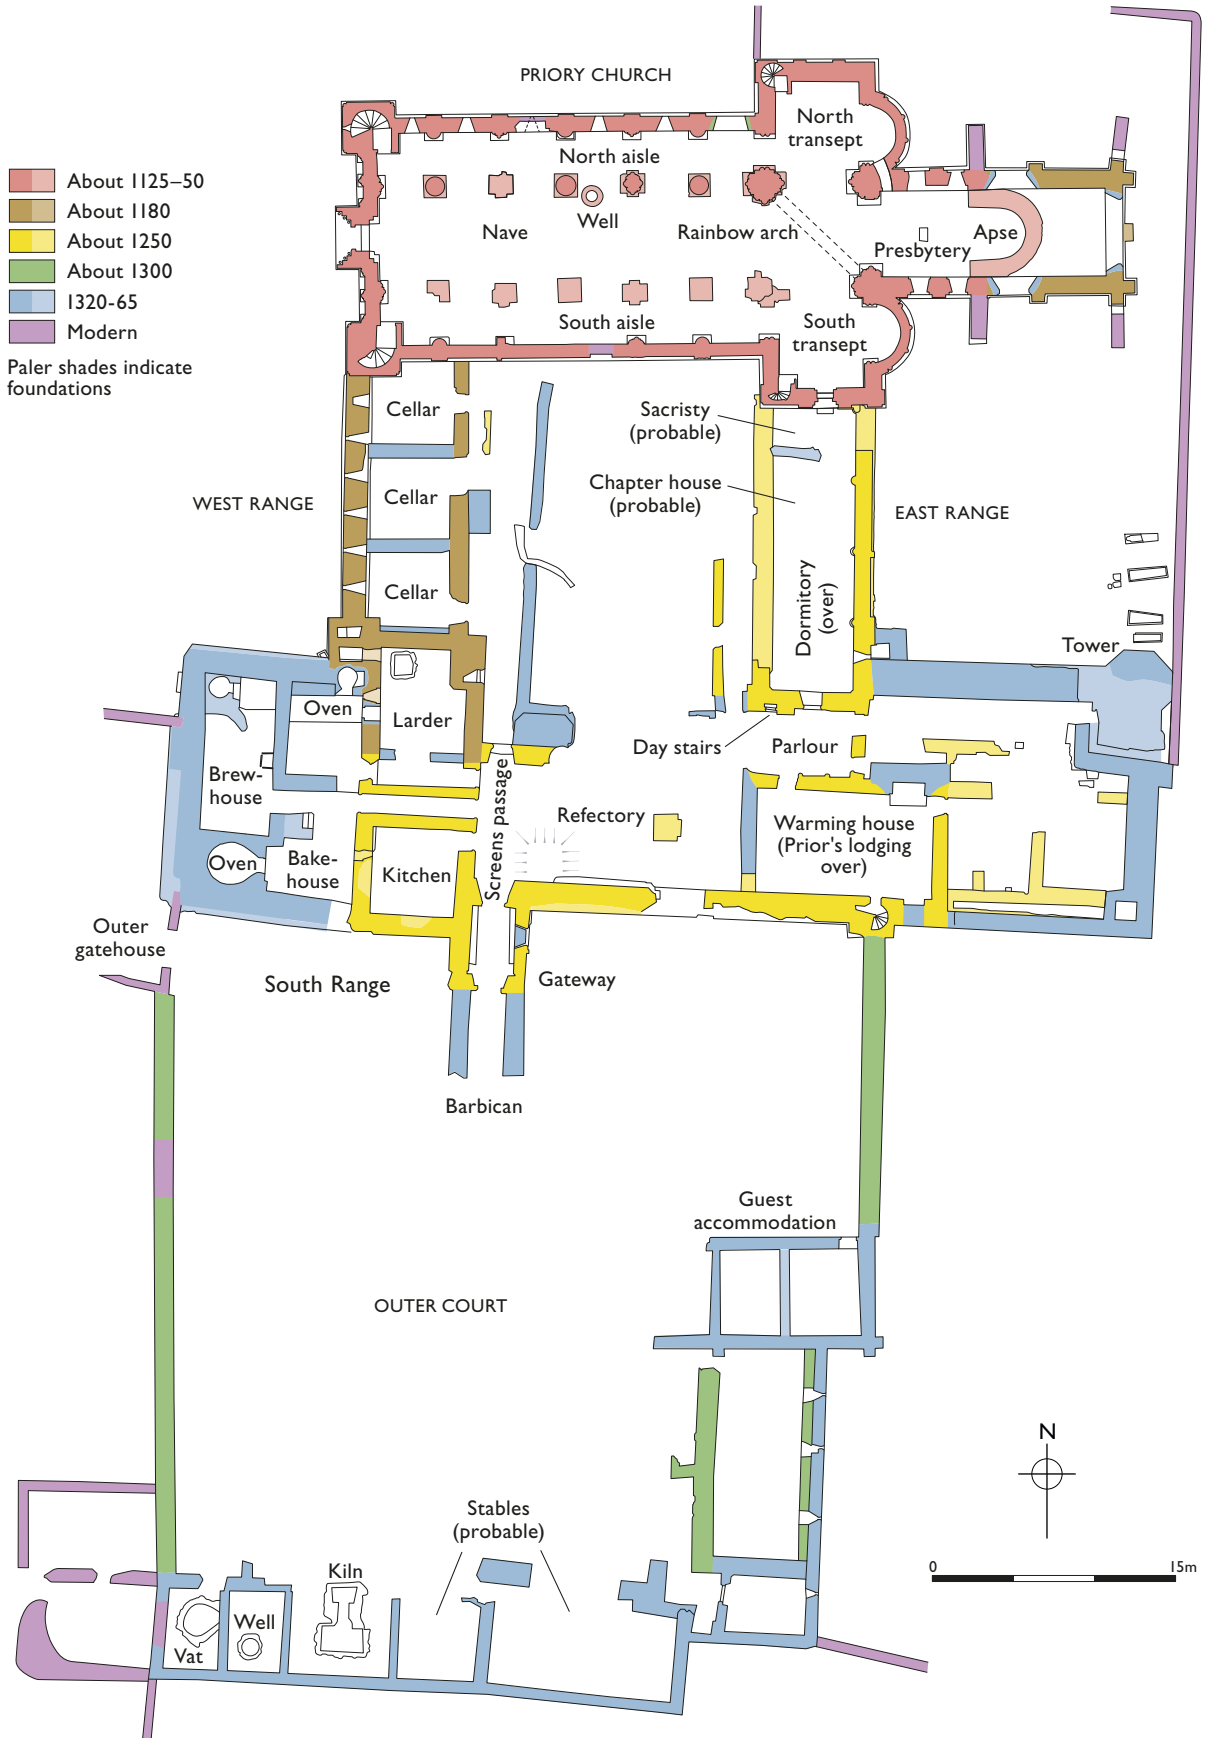 PRIORY CHURCH
North
transept
North aisle
Well
Nave
Rainbow arch
Apse
Presbytery
South aisle
South
transept
About 1125–50
About 1180
About 1250
About 1300
1320-65
Modern
Paler shades indicate
foundations
Cellar
Sacristy
(probable)
WEST RANGE
Cellar
Chapter house
(probable)
EAST RANGE
Cellar
Dormitory
(over)
Tower
Oven
Larder
Day stairs
Parlour
Brew-
house
Screens passage
Refectory
Warming house
(Prior's lodging
over)
Oven
Bake-
house
Kitchen
Outer
gatehouse
South Range
Gateway
Barbican
Guest
accommodation
OUTER COURT
N
Stables
(probable)
0
15m
Kiln
Well
Vat